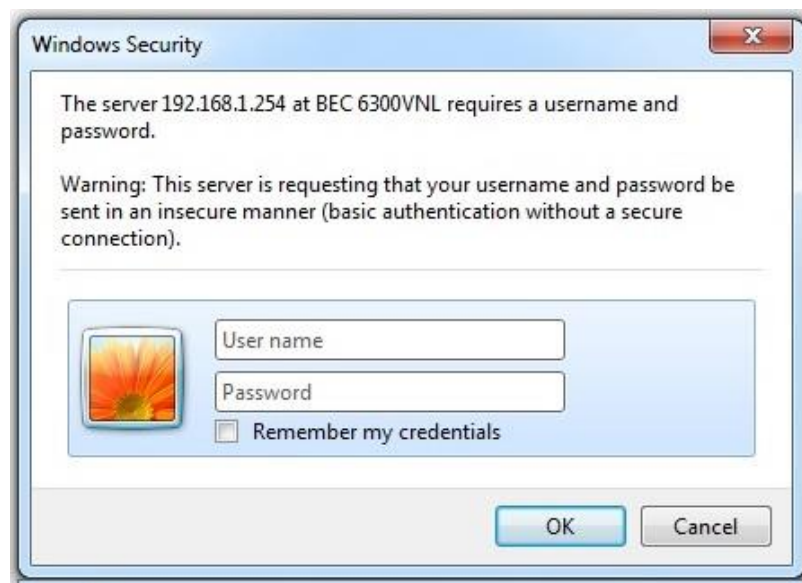 Windows Security
The server 192.168.1.254 at BEC 6300VNL requires a username and
password.
Warning: This server is requesting that your username and password be
sent in an insecure manner (basic authentication without a secure
connection).
User name
Password
Remember my credentials
OK
Cancel